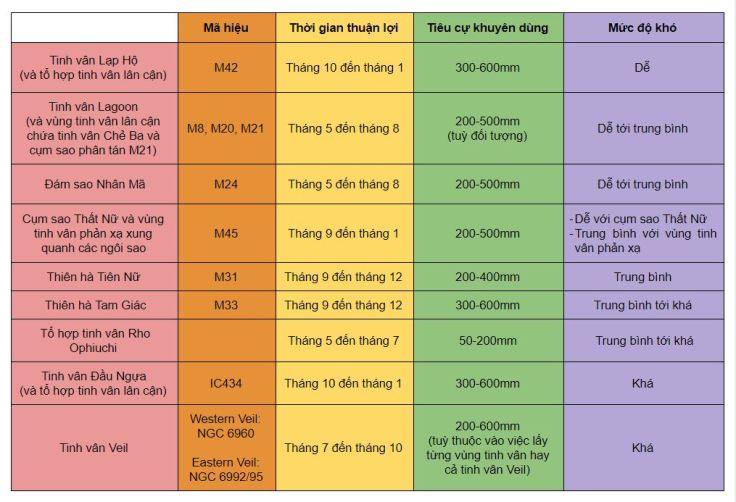 Mã hiệu
Thời gian thuận lợi
Tiêu cự khuyên dùng
Mức độ khó
Tinh vân Lạp Hộ
(và tổ hợp tinh vân lân cận)
M42
Tháng 10 đến tháng 1
300-600mm
Dễ
Tinh vân Lagoon
(và vùng tinh vân lân cận
chứa tinh vân Chẻ Ba và
cụm sao phân tán M21)
M8, M20, M21
Tháng 5 đến tháng 8
200-500mm
(tuỳ đối tượng)
Dễ tới trung bình
Đám sao Nhân Mã
M24
Tháng 5 đến tháng 8
200-500mm
Dễ tới trung bình
Cụm sao Thất Nữ và vùng
tinh vân phản xạ xung
quanh các ngôi sao
M45
Tháng 9 đến tháng 1
200-500mm
-Dễ với cụm sao Thất Nữ
-Trung bình với vùng tinh
vân phản xạ
Thiên hà Tiên Nữ
M31
Tháng 9 đến tháng 12
200-400mm
Trung bình
Thiên hà Tam Giác
M33
Tháng 9 đến tháng 12
300-600mm
Trung bình tới khá
Tổ hợp tinh vân Rho
Ophiuchi
Tháng 5 đến tháng 7
50-200mm
Trung bình tới khá
Tinh vân Đầu Ngựa
(và tổ hợp tinh vân lân cận)
IC434
Tháng 10 đến tháng 1
300-600mm
Khá
Tinh vân Veil
Western Veil:
NGC 6960
Eastern Veil:
NGC 6992/95
Tháng 7 đến tháng 10
200-600mm
(tuỳ thuộc vào việc lấy
từng vùng tinh vân hay
cả tinh vân Veil)
Khá